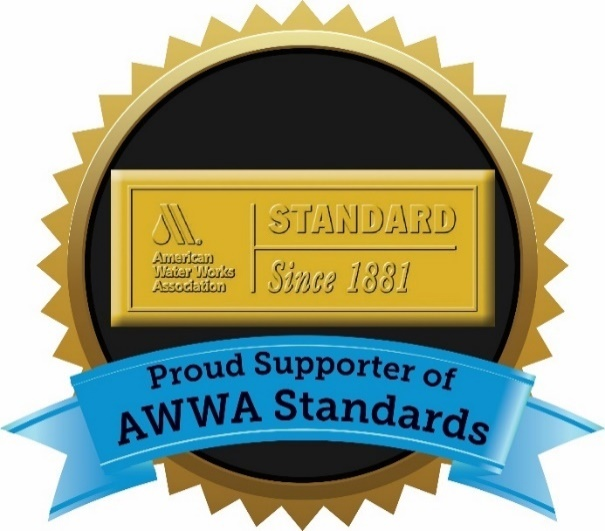 American
Water Works
Association
STANDARD
Since 1881
Proud Supporter of
AWWA Standards